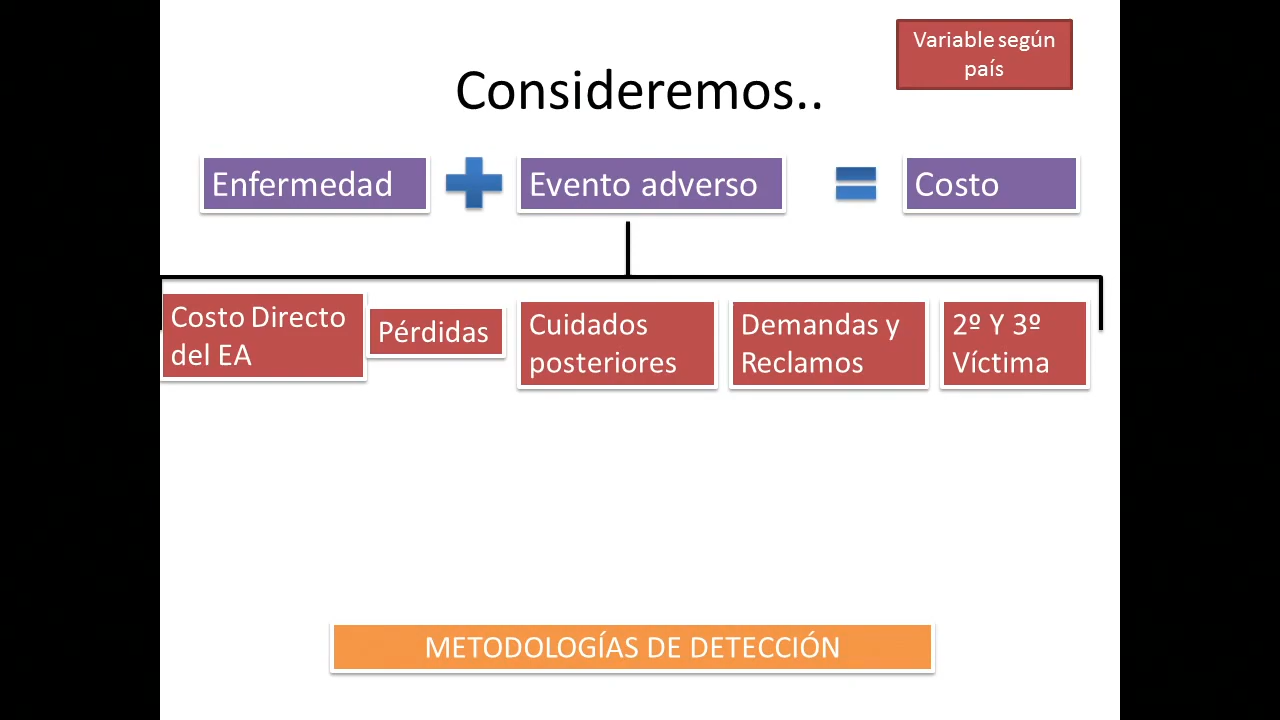 Variable según
país
Consideremos..
Enfermedad
Evento adverso
Costo
Costo Directo
del EA
Pérdidas
Cuidados
posteriores
Demandas y
Reclamos
2º Y 3º
Víctima
METODOLOGÍAS DE DETECCIÓN